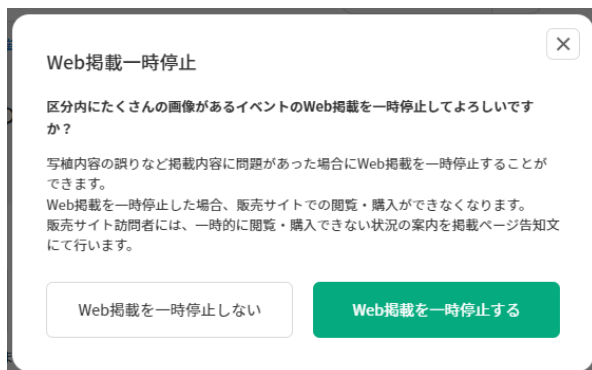 Web掲載一時停止
区分内にたくさんの画像があるイベントのWeb掲載を一時停止してよろしいです
か？
写植内容の誤りなど掲載内容に問題があった場合にWeb掲載を一時停止することが
できます。
Web掲載を一時停止した場合、販売サイトでの閲覧・購入ができなくなります。
販売サイト訪問者には、一時的に閲覧・購入できない状況の案内を掲載ページ告知文
にて行います。
Web掲載を一時停止しない
Web掲載を一時停止する